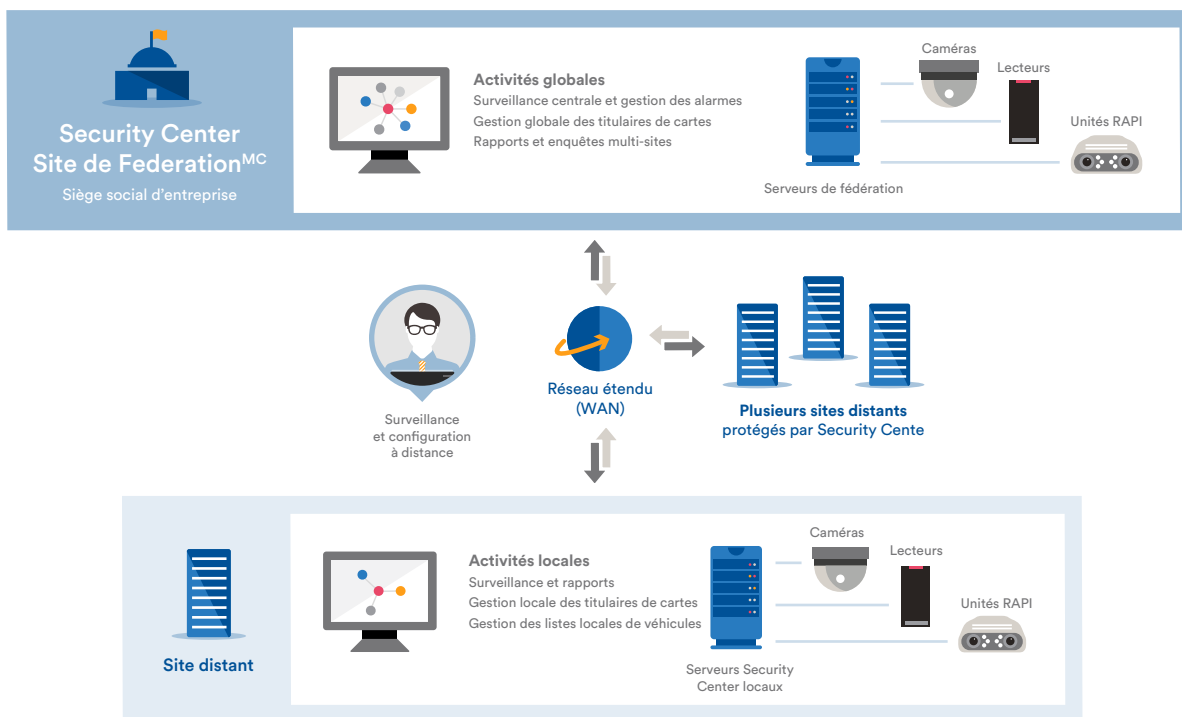 Security Center
Site de Federation^MC
Siège social d'entreprise
Activités globales
Surveillance centrale et gestion des alarmes
Gestion globale des titulaires de cartes
Rapports et enquêtes multi-sites
Serveurs de fédération
Caméras
Lecteurs
Unités RAPI
Surveillance
et configuration
à distance
Réseau étendu
(WAN)
Plusieurs sites distants
protégés par Security Cente
Site distant
Activités locales
Surveillance et rapports
Gestion locale des titulaires de cartes
Gestion des listes locales de véhicules
Serveurs Security
Center locaux
Caméras
Lecteurs
Unités RAPI